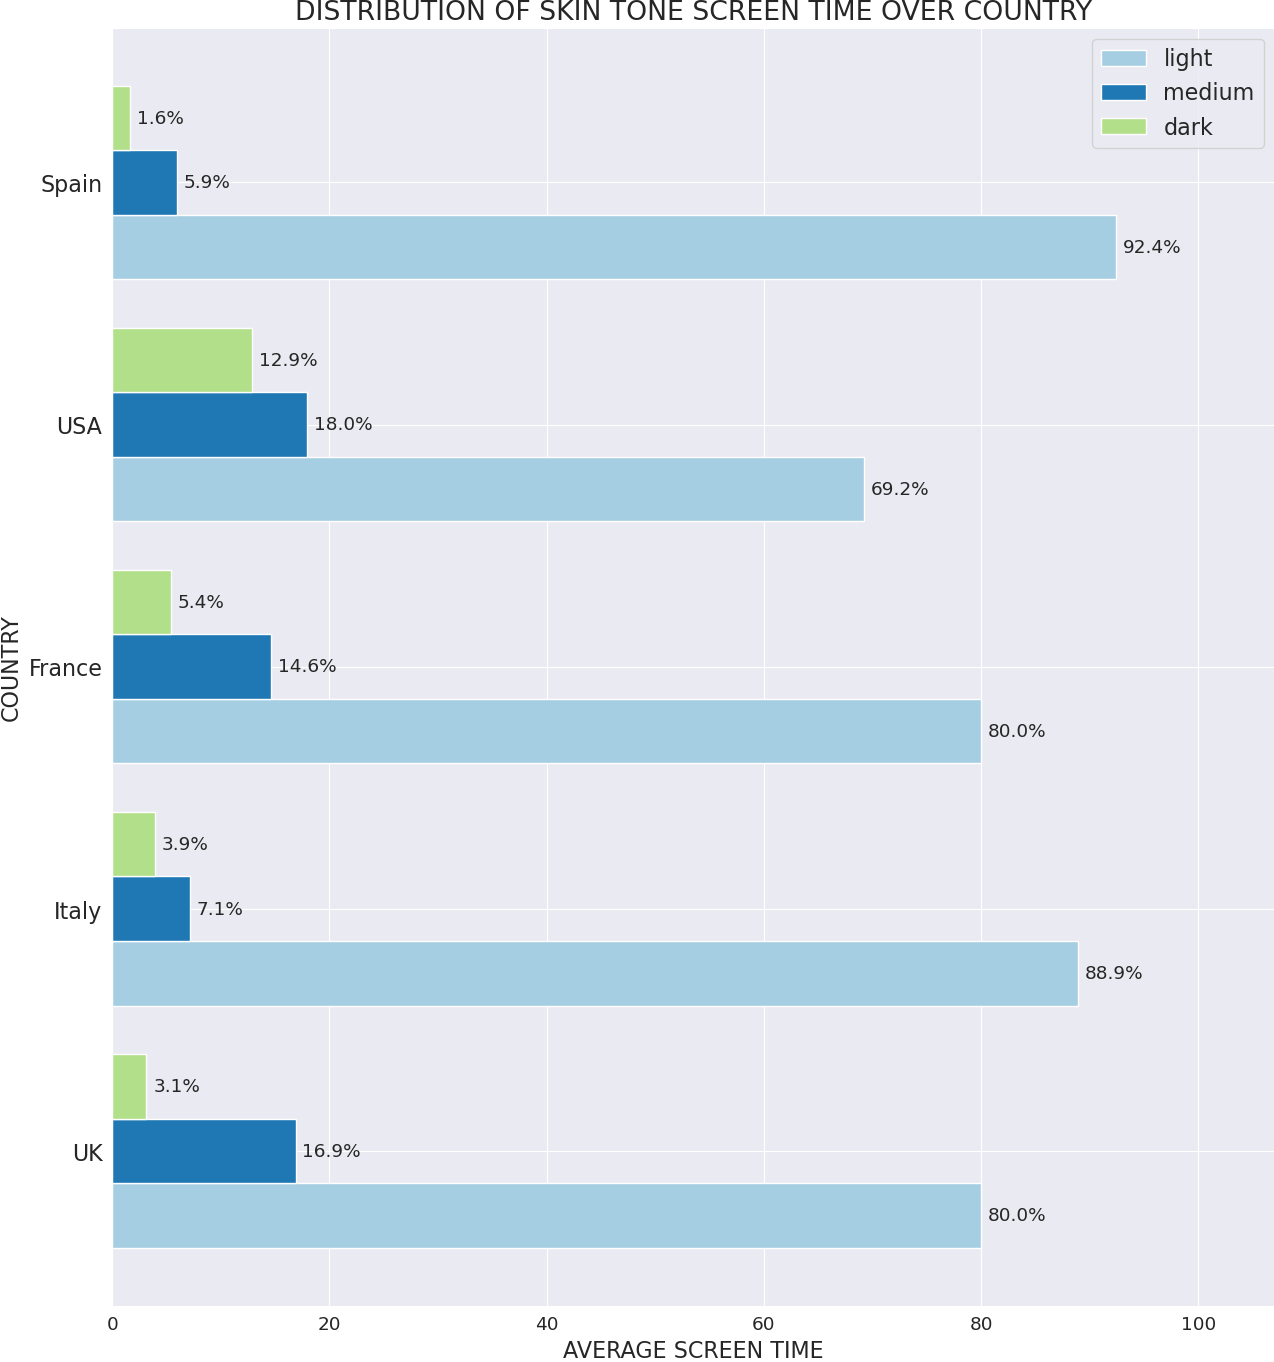 DISTRIBUTION OF SKIN TONE SCREEN TIME OVER COUNTRY
light
medium
dark
1.6%
Spain
5.9%
92.4%
12.9%
USA
18.0%
69.2%
5.4%
France
14.6%
80.0%
3.9%
Italy
7.1%
88.9%
3.1%
UK
16.9%
80.0%
COUNTRY
0 20 40 60 80 100
AVERAGE SCREEN TIME